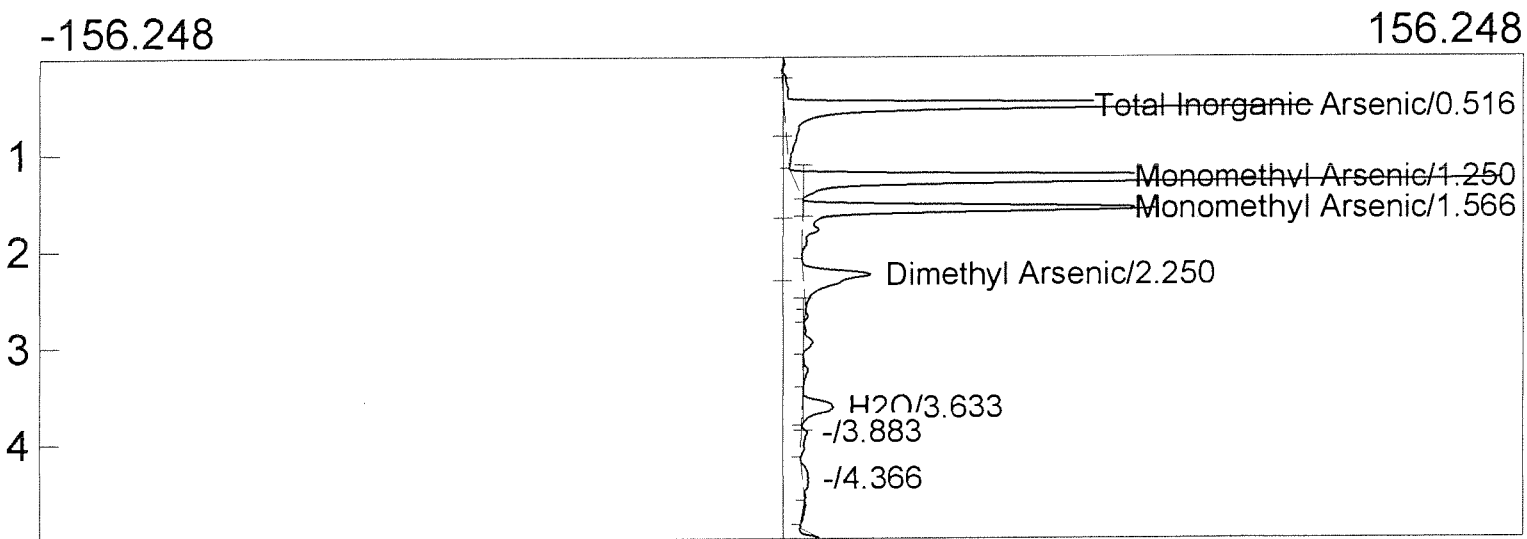 -156.248 156.248
Total Inorganic Arsenic/0.516
1
Monomethyl Arsenic/1.250
Monomethyl Arsenic/1.566
2
Dimethyl Arsenic/2.250
3
H2O/3.633
-/3.883
4
-/4.366